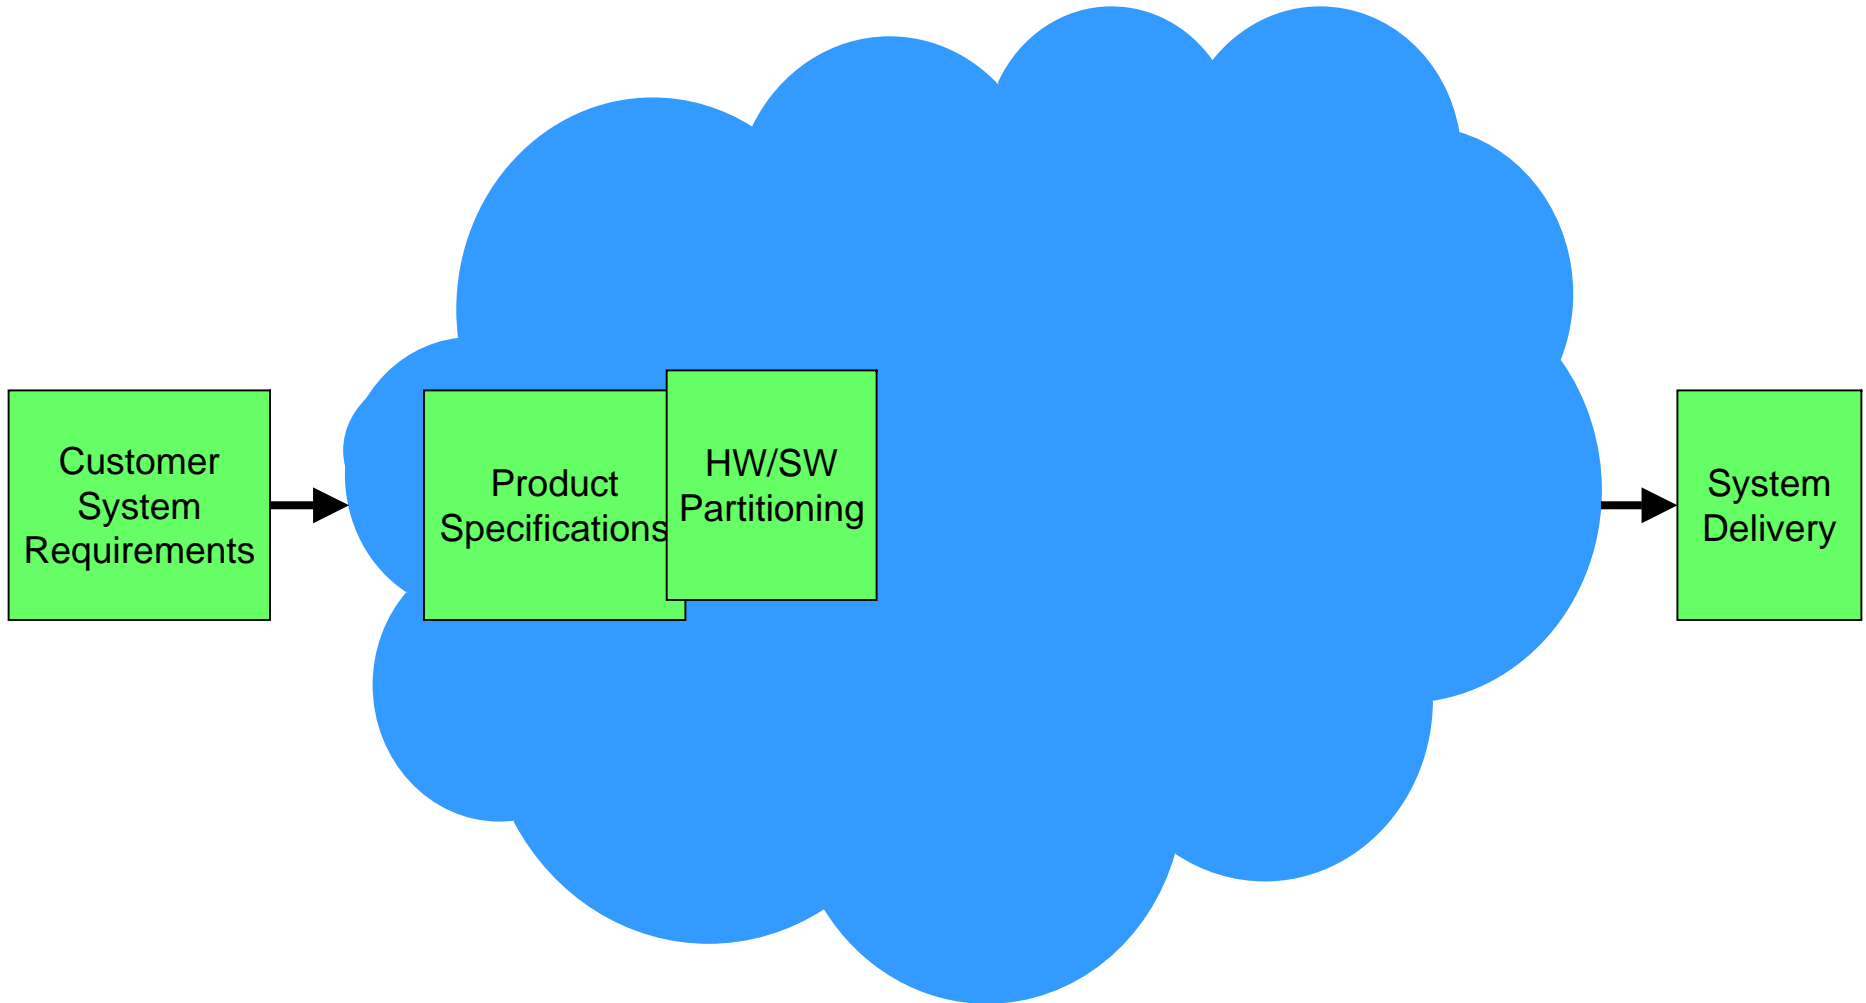 Customer
System
Requirements
Product
Specifications
HW/SW
Partitioning
System
Delivery